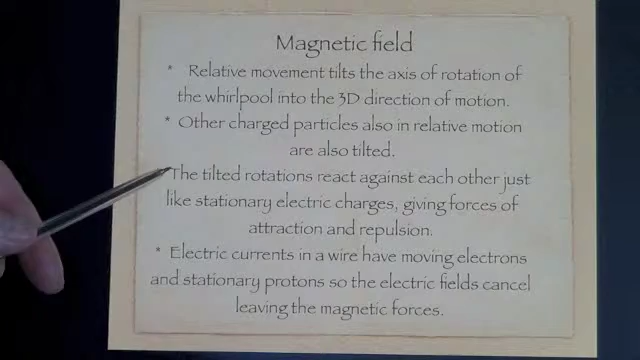 Magnetic field
* Relative movement tilts the axis of rotation of
the whirlpool into the 3D direction of motion.
* Other charged particles also in relative motion
are also tilted.
The tilted rotations react against each other just
like stationary electric charges, giving forces of
attraction and repulsion.
* Electric currents in a wire have moving electrons
and stationary protons so the electric fields cancel
leaving the magnetic forces.